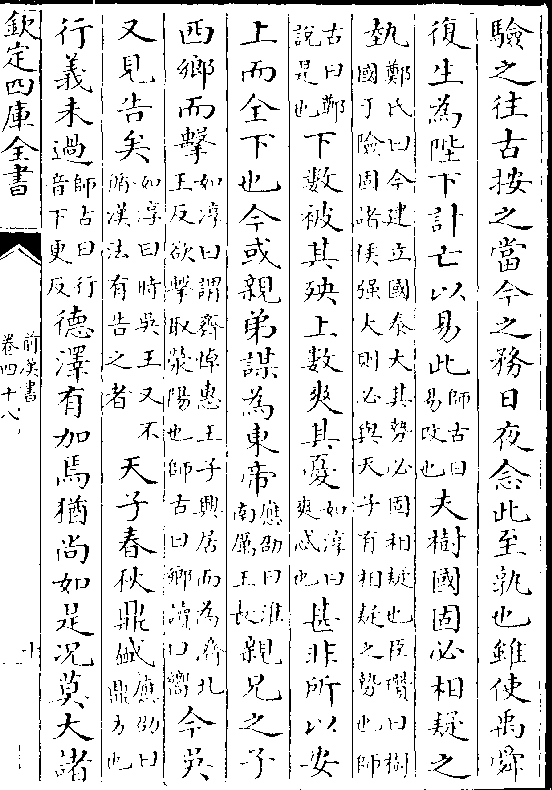 驗之往古按之當今之務日夜念此至孰也雖使禹舜
復生為陛下計亡以易此師古曰易改也夫樹國固必相疑之
埶鄭氏曰今建立國泰大其勢必固相疑也臣瓚曰樹國于險固諸侯强大則必與天子有相疑之勢也師
古曰鄭說是也下數被其殃上數爽其憂如淳曰爽忒也甚非所以安
上而全下也今或親弟謀為東帝應劭曰淮南厲王長親兄之子
西鄉而擊如淳曰謂齊悼惠王子興居而為濟北王反欲擊取滎陽也師古曰鄉讀曰嚮今吳
又見告矣如淳曰時吳王又不循漢法有告之者天子春秋鼎盛應劭曰鼎方也
行義未過師古曰行音下更反德澤有加焉猶尚如是況莫大諸
欽定四庫全書
前漢書
卷四十八
十